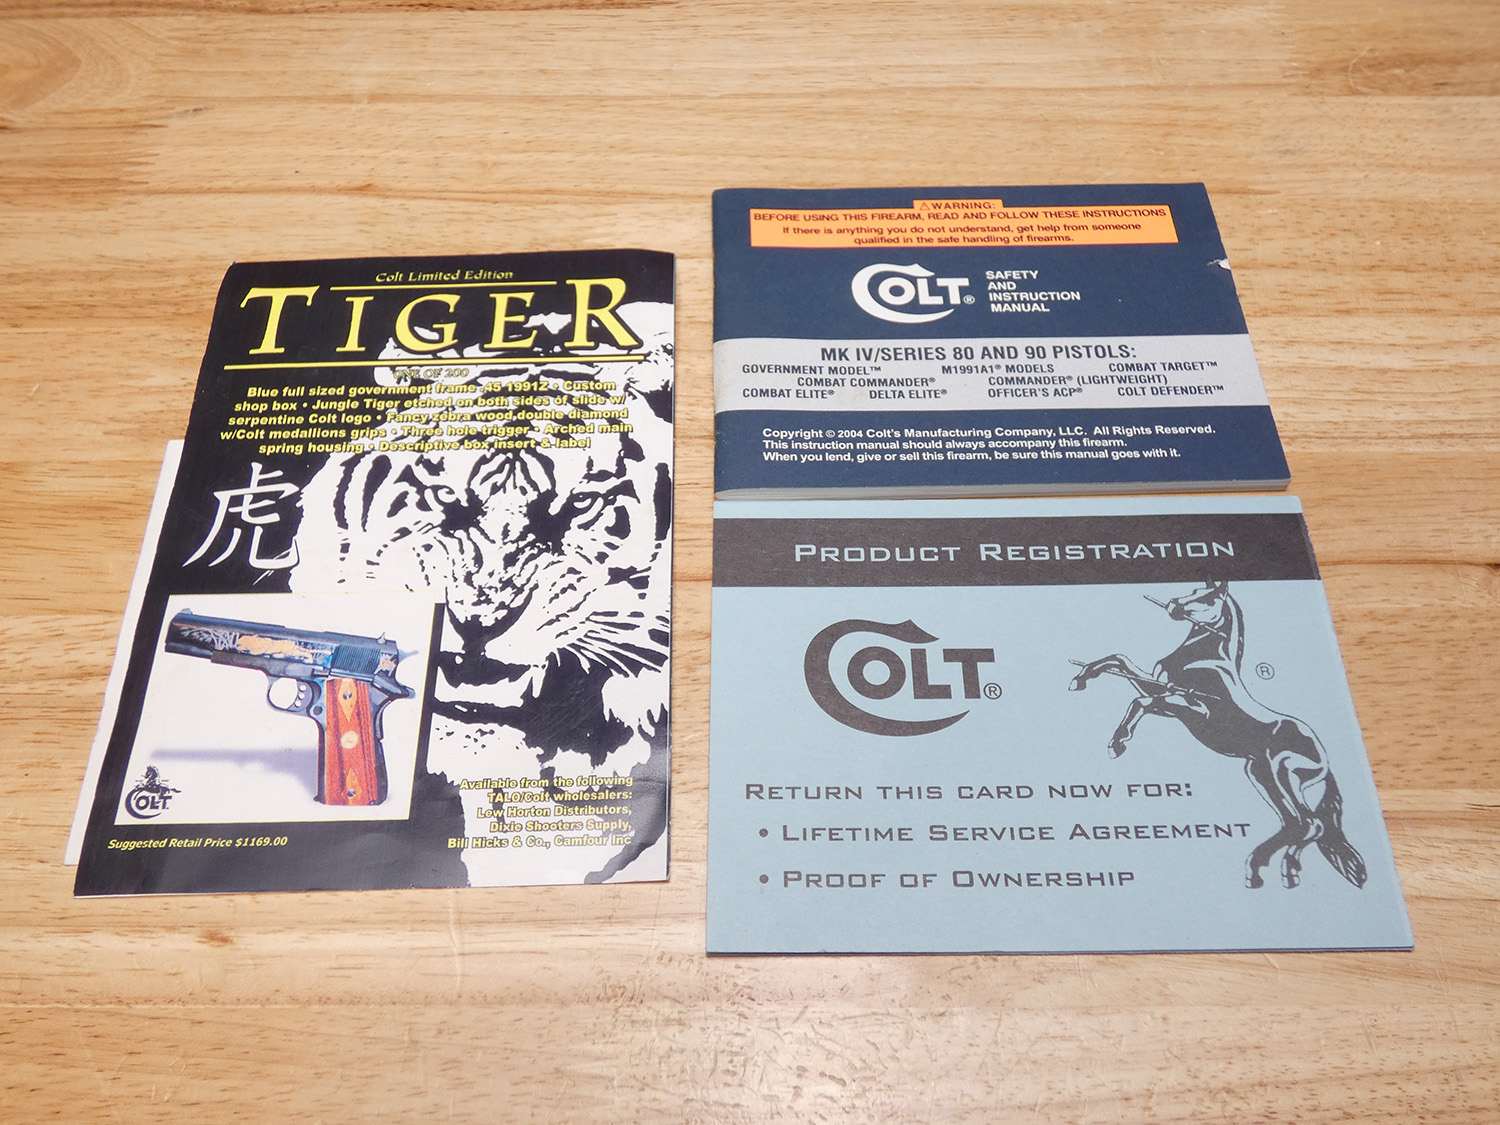 Colt Limited Edition
TIGER
ONE OF 200
Blue full sized government frame .45 1991Z • Custom
shop box • Jungle Tiger etched on both sides of slide w/
serpentine Colt logo • Fancy zebra wood,double diamond
w/Colt medallions grips • Three hole trigger • Arched main
spring housing • Descriptive box insert & label
虎
COLT
Suggested Retail Price $1169.00
Available from the following
TALO/Colt wholesalers:
Lew Horton Distributors,
Dixie Shooters Supply,
Bill Hicks & Co., Camfour Inc
⚠WARNING:
BEFORE USING THIS FIREARM, READ AND FOLLOW THESE INSTRUCTIONS
If there is anything you do not understand, get help from someone
qualified in the safe handling of firearms.
COLT®
SAFETY
AND
INSTRUCTION
MANUAL
MK IV/SERIES 80 AND 90 PISTOLS:
GOVERNMENT MODEL™ M1991A1® MODELS COMBAT TARGET™
COMBAT COMMANDER® COMMANDER® (LIGHTWEIGHT)
COMBAT ELITE® DELTA ELITE® OFFICER'S ACP® COLT DEFENDER™
Copyright © 2004 Colt's Manufacturing Company, LLC. All Rights Reserved.
This instruction manual should always accompany this firearm.
When you lend, give or sell this firearm, be sure this manual goes with it.
PRODUCT REGISTRATION
COLT®
®
RETURN THIS CARD NOW FOR:
• LIFETIME SERVICE AGREEMENT
• PROOF OF OWNERSHIP